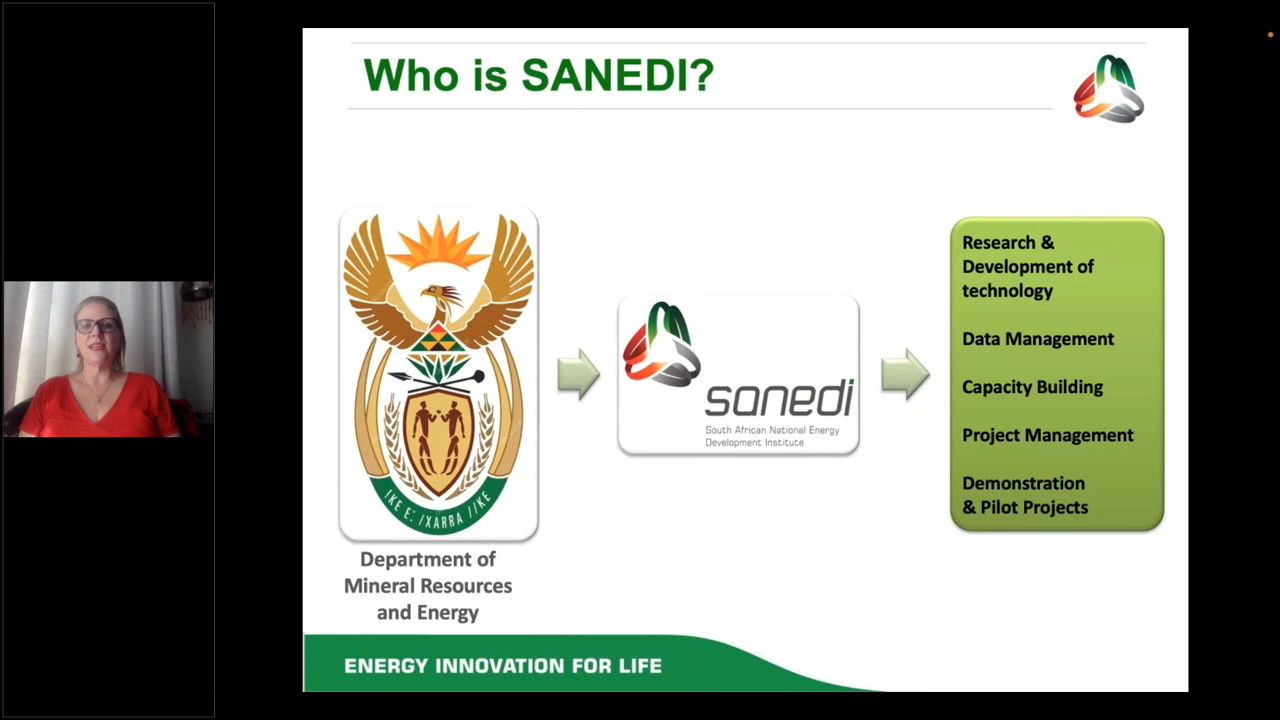 Who is SANEDI?
!KE E: /XARRA //KE
Department of
Mineral Resources
and Energy
sanedi
South African National Energy
Development Institute
Research &
Development of
technology
Data Management
Capacity Building
Project Management
Demonstration
& Pilot Projects
ENERGY INNOVATION FOR LIFE